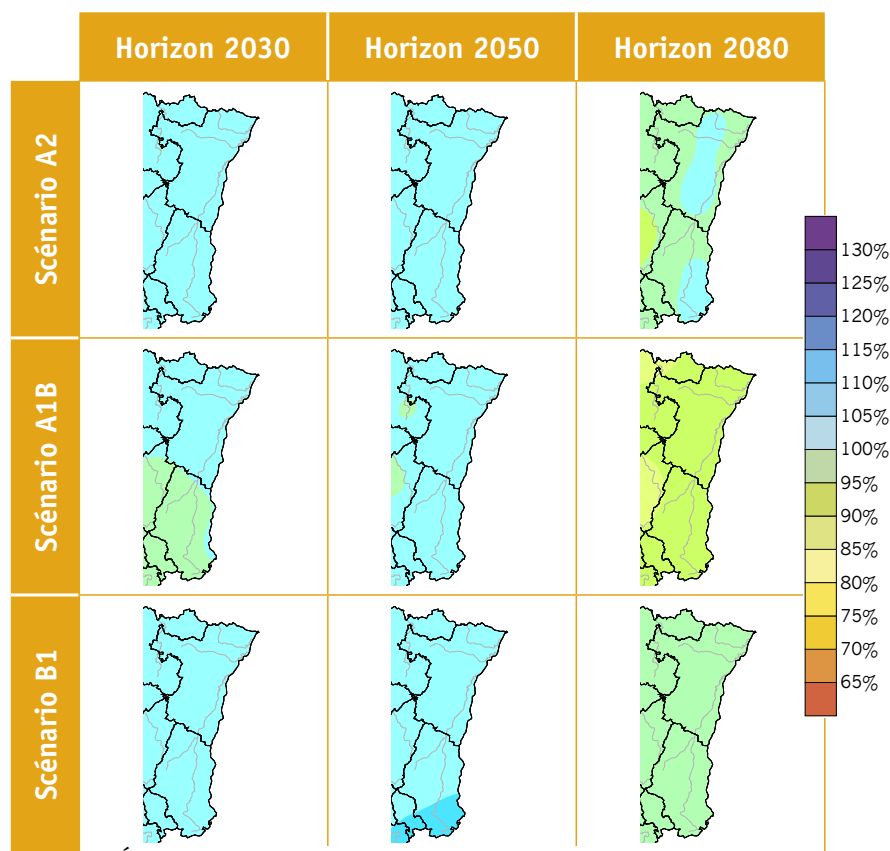 Horizon 2030
Horizon 2050
Horizon 2080
Scénario A2
Scénario A1B
Scénario B1
130%
125%
120%
115%
110%
105%
100%
95%
90%
85%
80%
75%
70%
65%